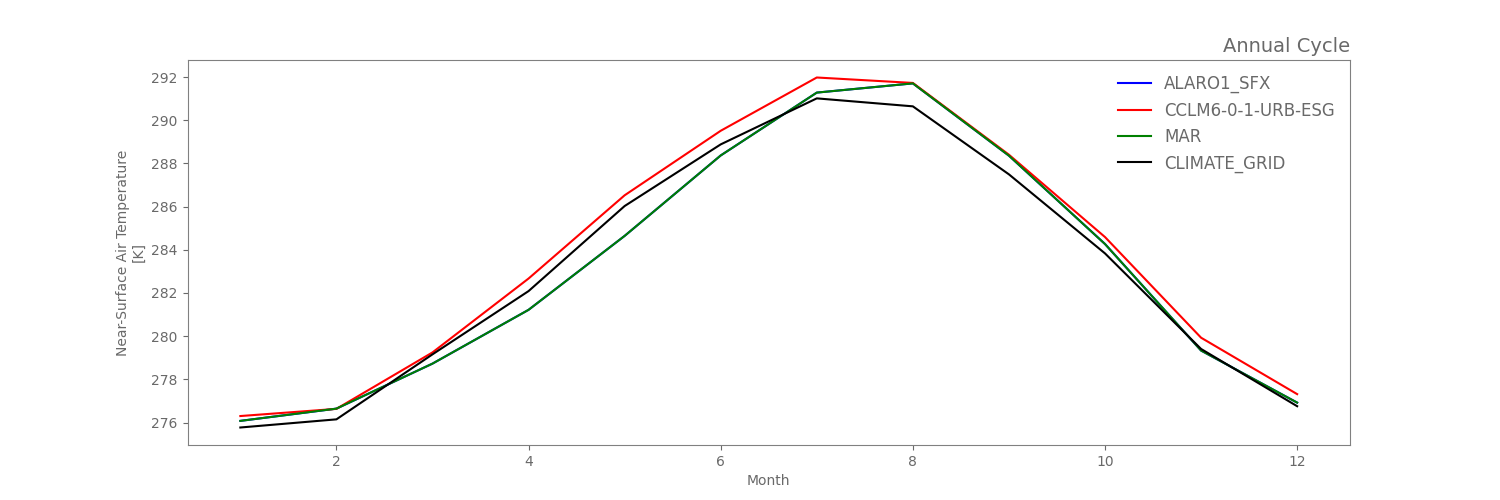 Annual Cycle
ALARO1_SFX
CCLM6-0-1-URB-ESG
MAR
CLIMATE_GRID
292
290
288
286
284
282
280
278
276
Near-Surface Air Temperature
[K]
2
4
6
8
10
12
Month